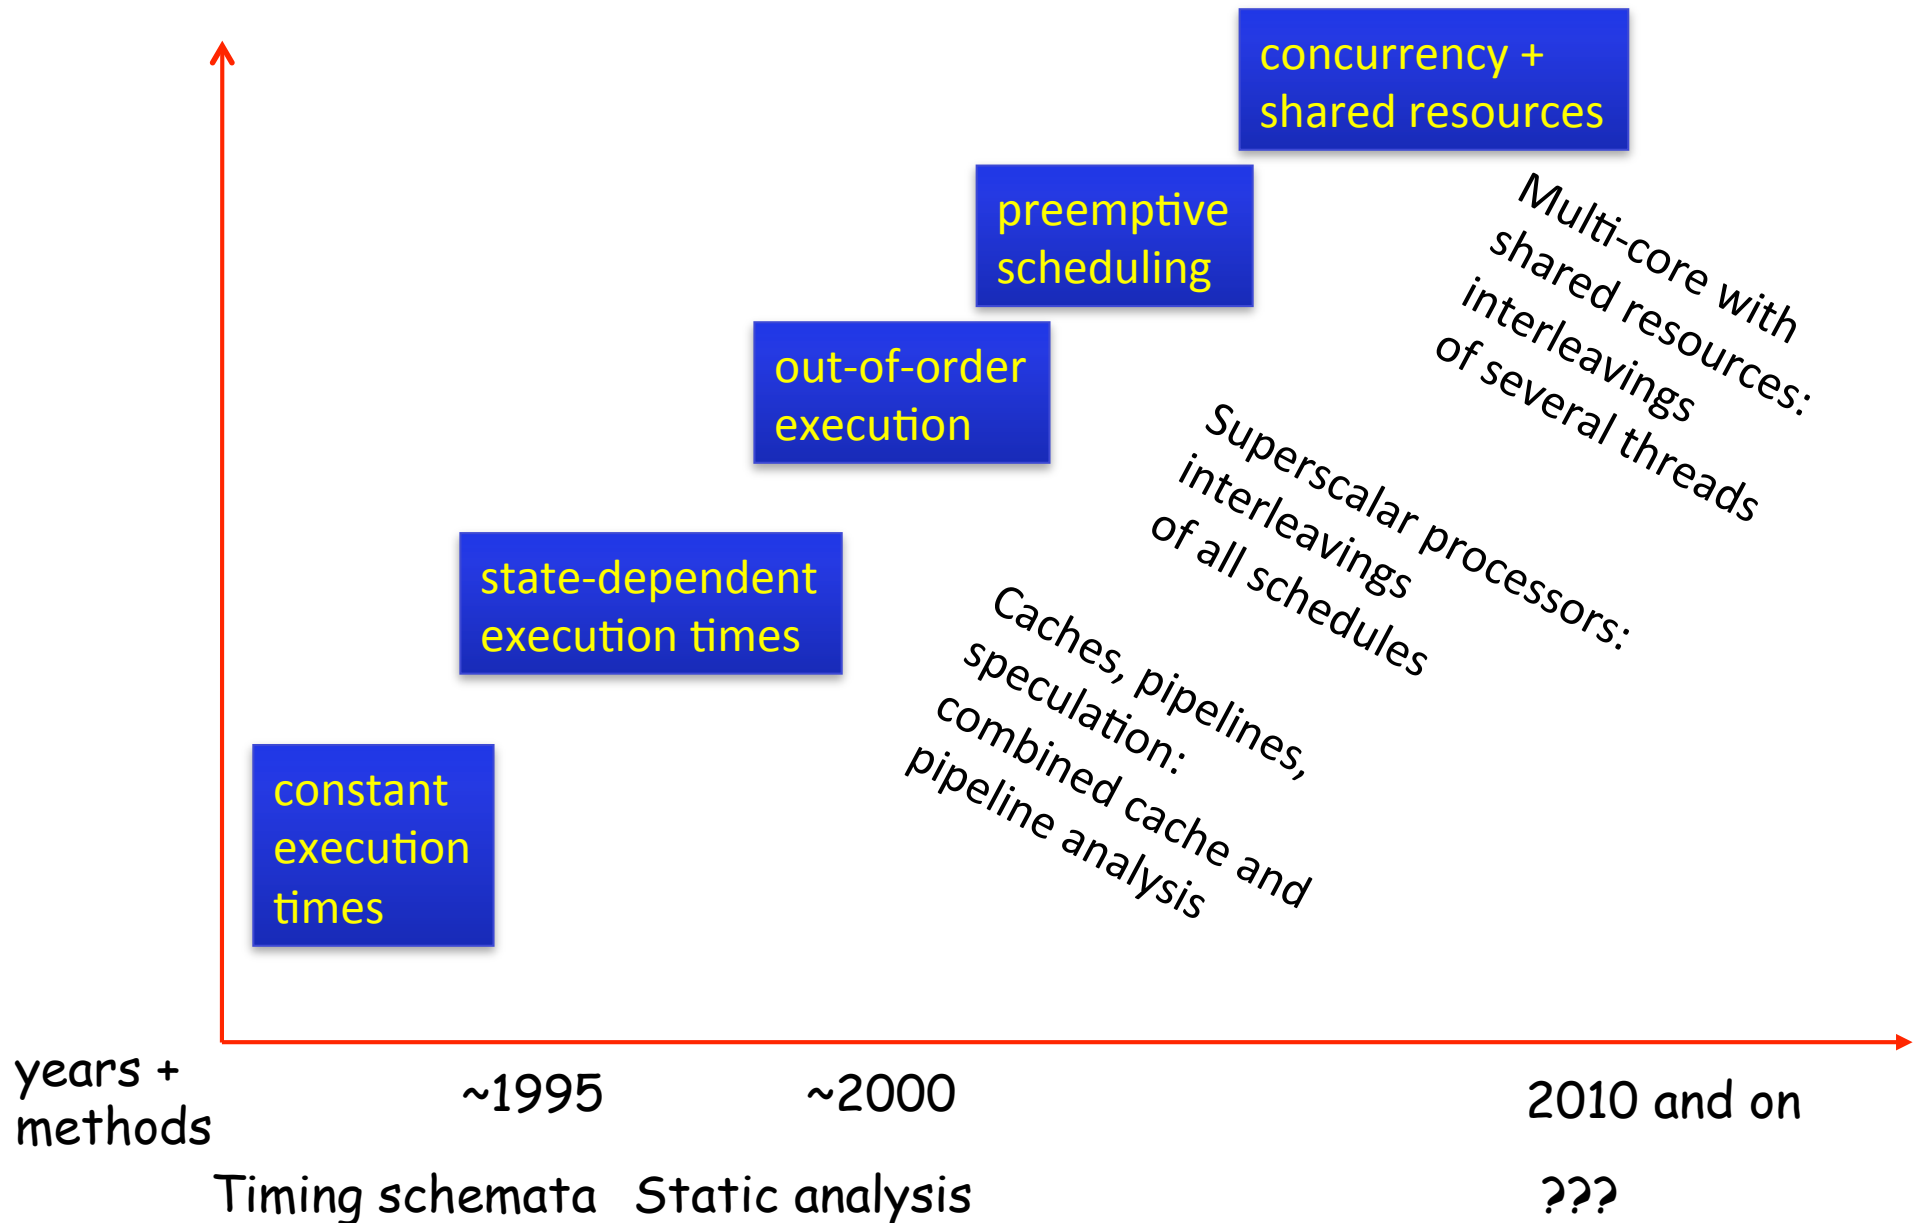 concurrency +
shared resources
preemptive
scheduling
out-of-order
execution
state-dependent
execution times
constant
execution
times
Multi-core with
shared resources:
interleavings
of several threads
Superscalar processors:
interleavings
of all schedules
Caches, pipelines,
speculation:
combined cache and
pipeline analysis
years +
methods
~1995
~2000
2010 and on
Timing schemata
Static analysis
???